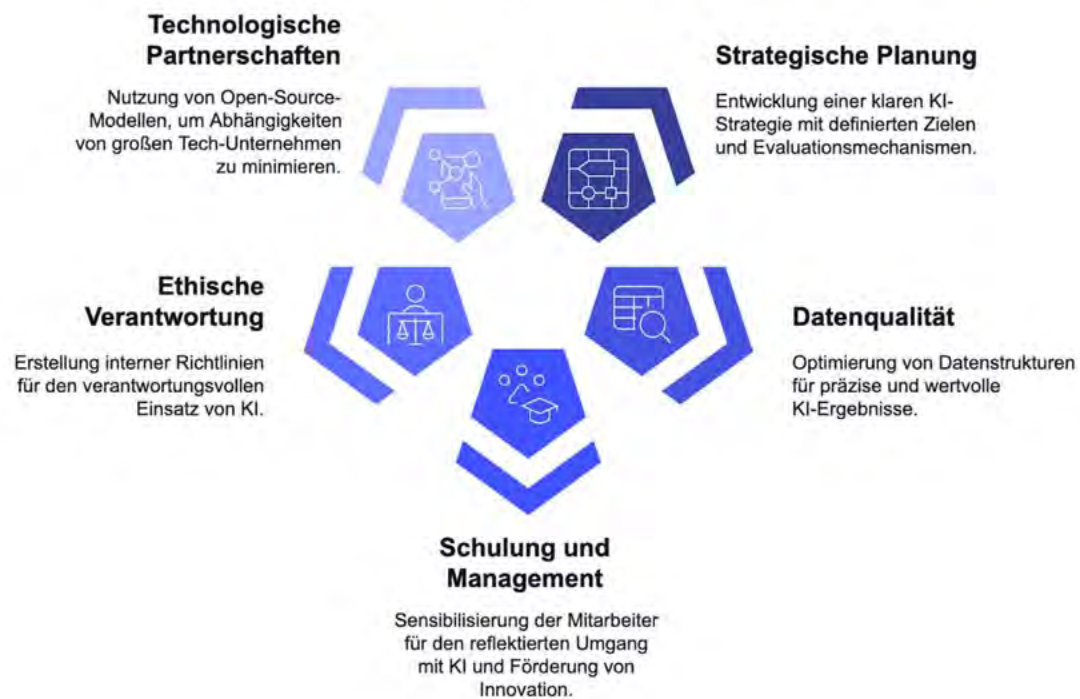 Technologische
Partnerschaften
Nutzung von Open-Source-
Modellen, um Abhängigkeiten
von großen Tech-Unternehmen
zu minimieren.
Strategische Planung
Entwicklung einer klaren KI-
Strategie mit definierten Zielen
und Evaluationsmechanismen.
Ethische
Verantwortung
Erstellung interner Richtlinien
für den verantwortungsvollen
Einsatz von KI.
Datenqualität
Optimierung von Datenstrukturen
für präzise und wertvolle
KI-Ergebnisse.
Schulung und
Management
Sensibilisierung der Mitarbeiter
für den reflektierten Umgang
mit KI und Förderung von
Innovation.